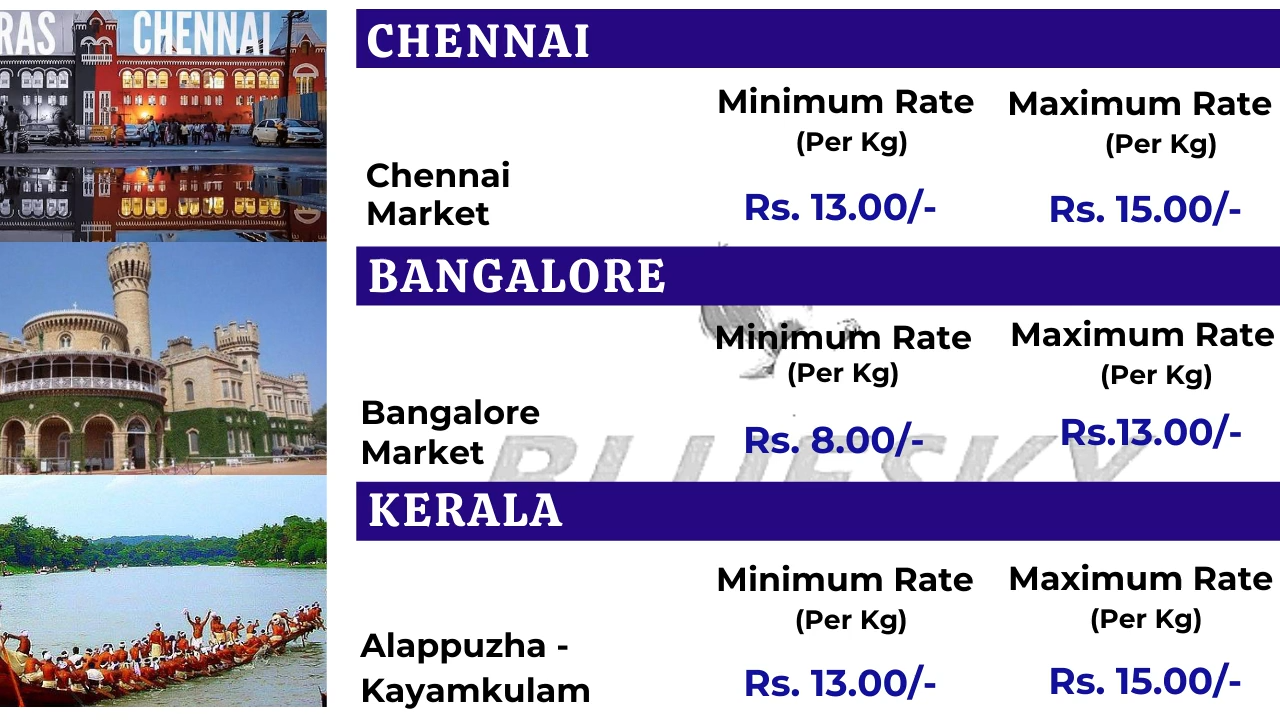 RAS CHENNAI
CHENNAI
Minimum Rate Maximum Rate
(Per Kg) (Per Kg)
Chennai
Market
Rs. 13.00/- Rs. 15.00/-
BANGALORE
Minimum Rate Maximum Rate
(Per Kg) (Per Kg)
Bangalore
Market
Rs. 8.00/- Rs.13.00/-
BLUESKY
KERALA
Minimum Rate Maximum Rate
(Per Kg) (Per Kg)
Alappuzha -
Kayamkulam
Rs. 13.00/- Rs. 15.00/-